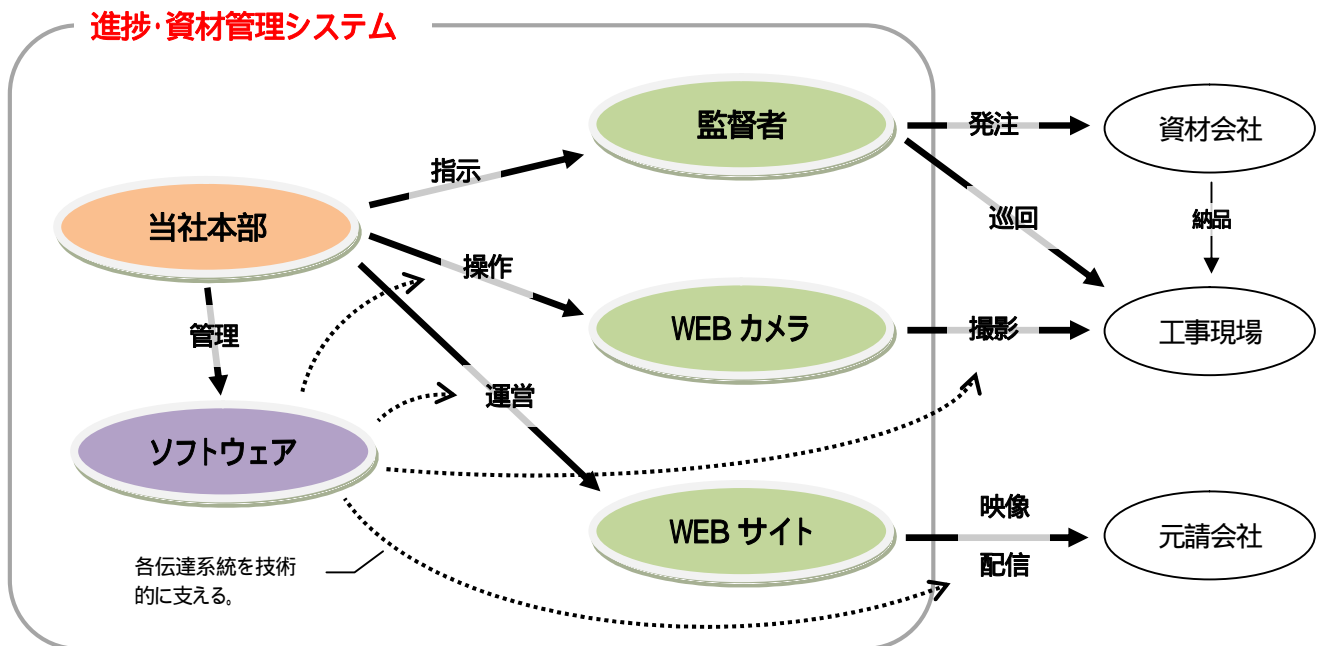 進捗・資材管理システム
監督者
発注
資材会社
指示
当社本部
巡回
納品
操作
管理
WEB カメラ
撮影
工事現場
運営
ソフトウェア
WEB サイト
映像
配信
元請会社
各伝達系統を技術
的に支える。